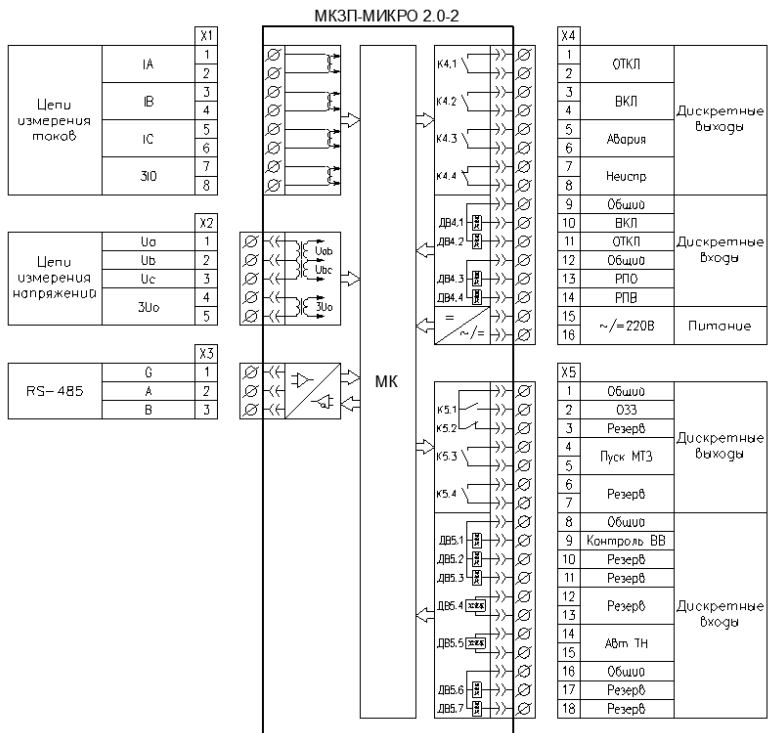 МКЗП-МИКРО 2.0-2
X1
Цепи измерения токов
IA
1
2
IB
3
4
IC
5
6
3I0
7
8
X2
Цепи измерения напряжений
Ua
1
Ub
2
Uc
3
3Uo
4
5
Uab
Ubc
3Uo
X3
RS-485
G
1
A
2
B
3
МК
X4
К4.1
1
2
ОТКЛ
К4.2
3
4
ВКЛ
К4.3
5
6
Авария
К4.4
7
8
Неиспр
Дискретные выходы
9
Общий
ДВ4.1
10
ВКЛ
ДВ4.2
11
ОТКЛ
12
Общий
ДВ4.3
13
РПО
ДВ4.4
14
РПВ
Дискретные входы
=
~/=
15
16
~/=220В
Питание
X5
1
Общий
К5.1
2
ОЗЗ
К5.2
3
Резерв
К5.3
4
5
Пуск МТЗ
К5.4
6
7
Резерв
Дискретные выходы
8
Общий
ДВ5.1
9
Контроль ВВ
ДВ5.2
10
Резерв
ДВ5.3
11
Резерв
ДВ5.4
12
13
Резерв
ДВ5.5
14
15
Авт ТН
16
Общий
ДВ5.6
17
Резерв
ДВ5.7
18
Резерв
Дискретные входы